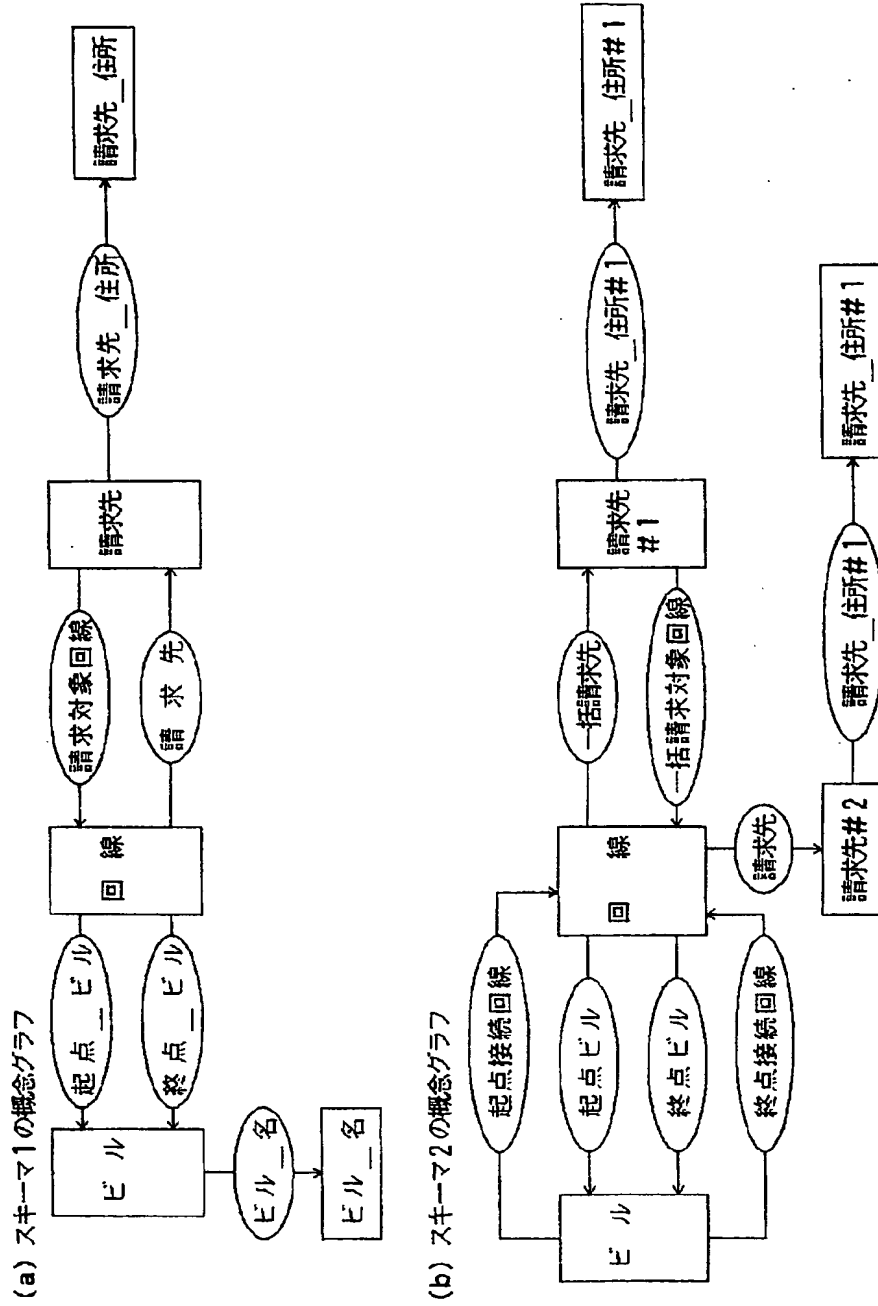 (a) スキーマ1の概念グラフ
ビル
起点_ビル
終点_ビル
ビル_名
ビル_名
回線
請求対象回線
請求先
請求先
請求先_住所
請求先_住所
(b) スキーマ2の概念グラフ
ビル
起点接続回線
起点ビル
終点ビル
終点接続回線
回線
一括請求先
一括請求対象回線
請求先
#1
請求先_住所#1
請求先_住所#1
請求先
請求先#2
請求先_住所#1
請求先_住所#1